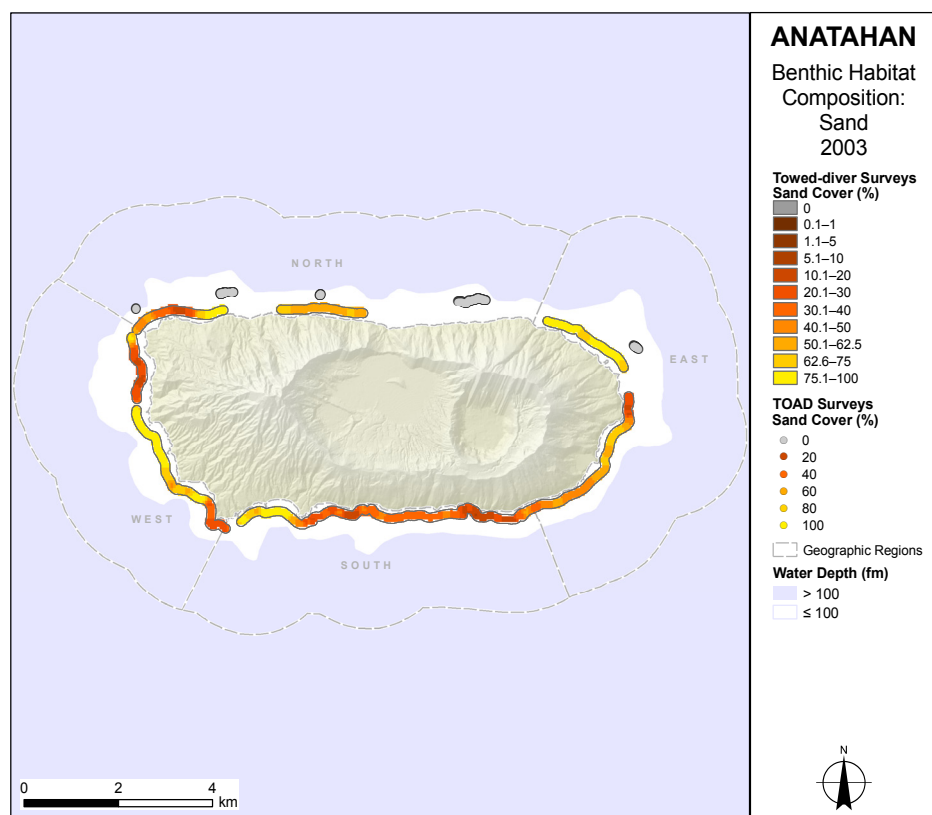 ANATAHAN
Benthic Habitat
Composition:
Sand
2003
Towed-diver Surveys
Sand Cover (%)
0
0.1–1
1.1–5
5.1–10
10.1–20
20.1–30
30.1–40
40.1–50
50.1–62.5
62.6–75
75.1–100
TOAD Surveys
Sand Cover (%)
0
20
40
60
80
100
Geographic Regions
Water Depth (fm)
> 100
≤ 100
N
NORTH
EAST
WEST
SOUTH
0 2 4
km